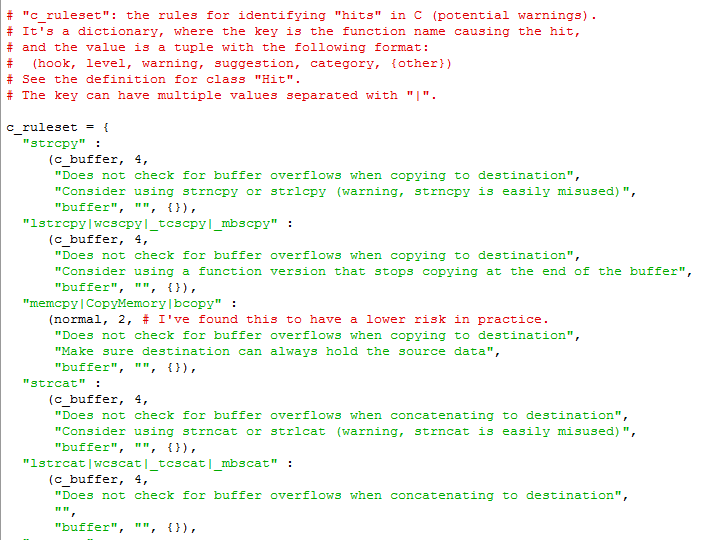 # "c_ruleset": the rules for identifying "hits" in C (potential warnings).
# It's a dictionary, where the key is the function name causing the hit,
# and the value is a tuple with the following format:
#  (hook, level, warning, suggestion, category, {other})
# See the definition for class "Hit".
# The key can have multiple values separated with "|".

c_ruleset = {
  "strcpy" :
     (c_buffer, 4,
      "Does not check for buffer overflows when copying to destination",
      "Consider using strncpy or strlcpy (warning, strncpy is easily misused)",
      "buffer", "", {}),
  "lstrcpy|wcscpy|_tcscpy|_mbscpy" :
     (c_buffer, 4,
      "Does not check for buffer overflows when copying to destination",
      "Consider using a function version that stops copying at the end of the buffer",
      "buffer", "", {}),
  "memcpy|CopyMemory|bcopy" :
     (normal, 2, # I've found this to have a lower risk in practice.
      "Does not check for buffer overflows when copying to destination",
      "Make sure destination can always hold the source data",
      "buffer", "", {}),
  "strcat" :
     (c_buffer, 4,
      "Does not check for buffer overflows when concatenating to destination",
      "Consider using strncat or strlcat (warning, strncat is easily misused)",
      "buffer", "", {}),
  "lstrcat|wcscat|_tcscat|_mbscat" :
     (c_buffer, 4,
      "Does not check for buffer overflows when concatenating to destination",
      "",
      "buffer", "", {}),